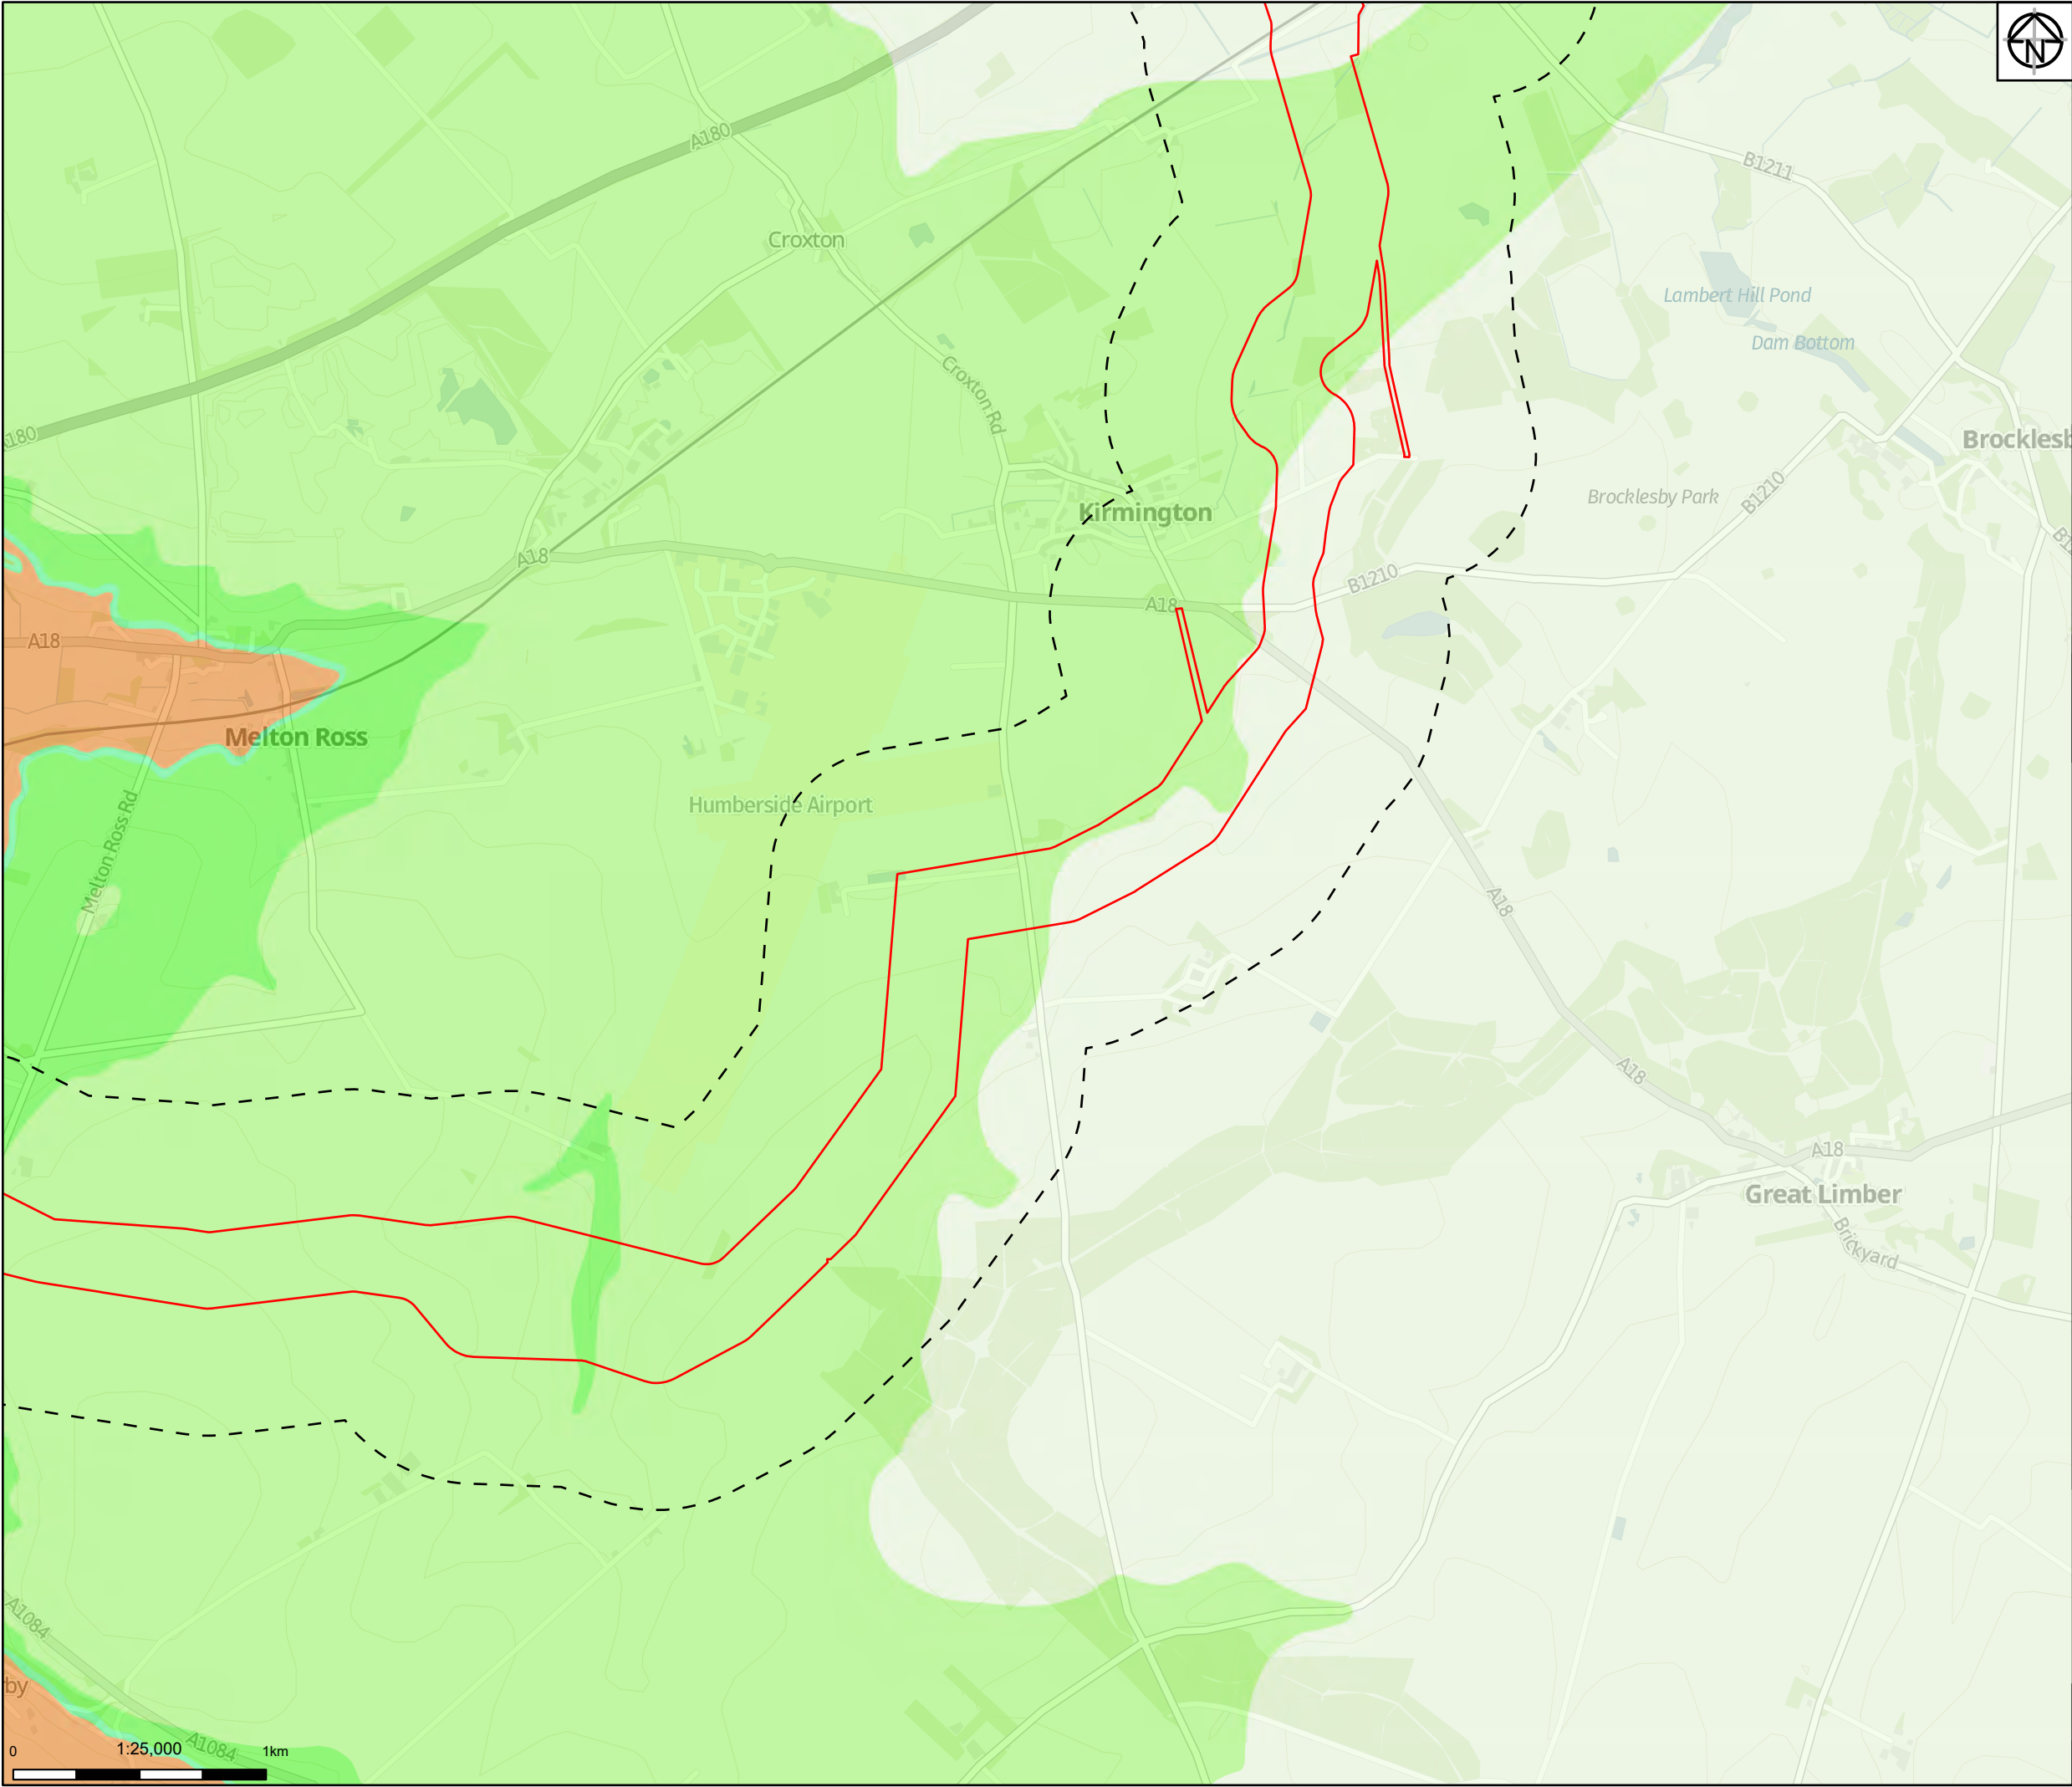 N
A180
B1211
Croxton
Lambert Hill Pond
Dam Bottom
Croxton Rd
A180
Brocklesb
B1210
Brocklesby Park
Kirmington
A18
B1210
B1
A18
A18
Melton Ross
Humberside Airport
Melton Ross Rd
A18
A18
A18
Great Limber
Brickyard
A1084
by
A1084
0 1:25,000 1km